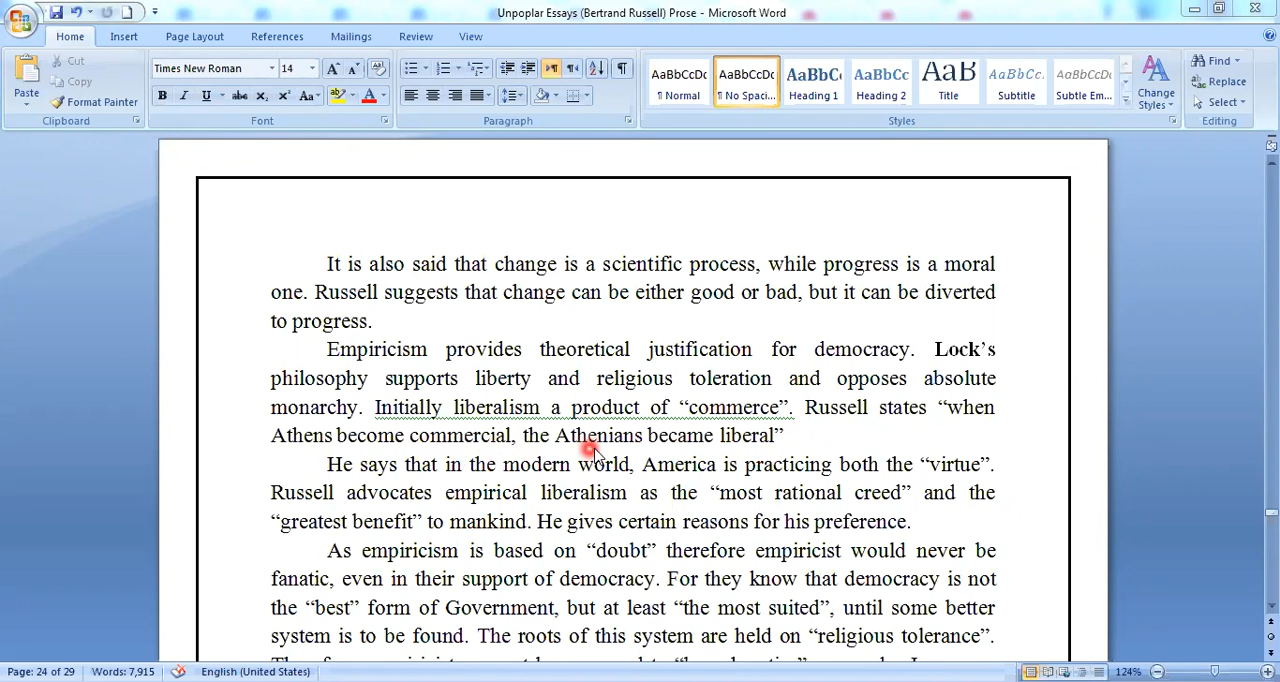 Unpoplar Essays (Bertrand Russell) Prose - Microsoft Word
Home Insert Page Layout References Mailings Review View
Paste
Cut
Copy
Format Painter
Clipboard
Times New Roman 14
Font
Paragraph
AaBbCcDc AaBbCcDc AaBbC AaBbCc AaB AaBbCc. AaBbCcDc
¶ Normal ¶ No Spaci... Heading 1 Heading 2 Title Subtitle Subtle Em...
Change Styles
Styles
Find
Replace
Select
Editing
It is also said that change is a scientific process, while progress is a moral
one. Russell suggests that change can be either good or bad, but it can be diverted
to progress.
Empiricism provides theoretical justification for democracy. Lock’s
philosophy supports liberty and religious toleration and opposes absolute
monarchy. Initially liberalism a product of “commerce”. Russell states “when
Athens become commercial, the Athenians became liberal”
He says that in the modern world, America is practicing both the “virtue”.
Russell advocates empirical liberalism as the “most rational creed” and the
“greatest benefit” to mankind. He gives certain reasons for his preference.
As empiricism is based on “doubt” therefore empiricist would never be
fanatic, even in their support of democracy. For they know that democracy is not
the “best” form of Government, but at least “the most suited”, until some better
system is to be found. The roots of this system are held on “religious tolerance”.
Page: 24 of 29 Words: 7,915 English (United States) 124%